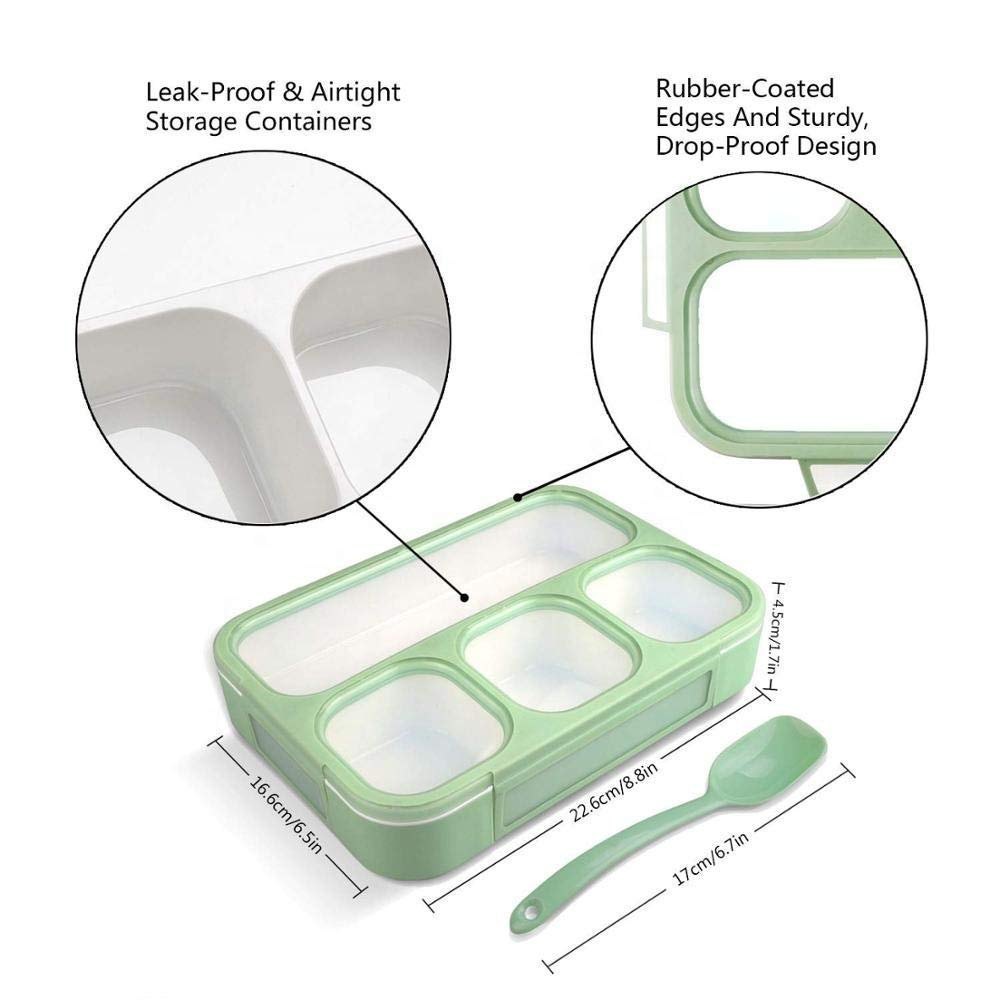 Leak-Proof & Airtight
Storage Containers
Rubber-Coated
Edges And Sturdy,
Drop-Proof Design
4.5cm/1.7in
16.6cm/6.5in
22.6cm/8.8in
17cm/6.7in